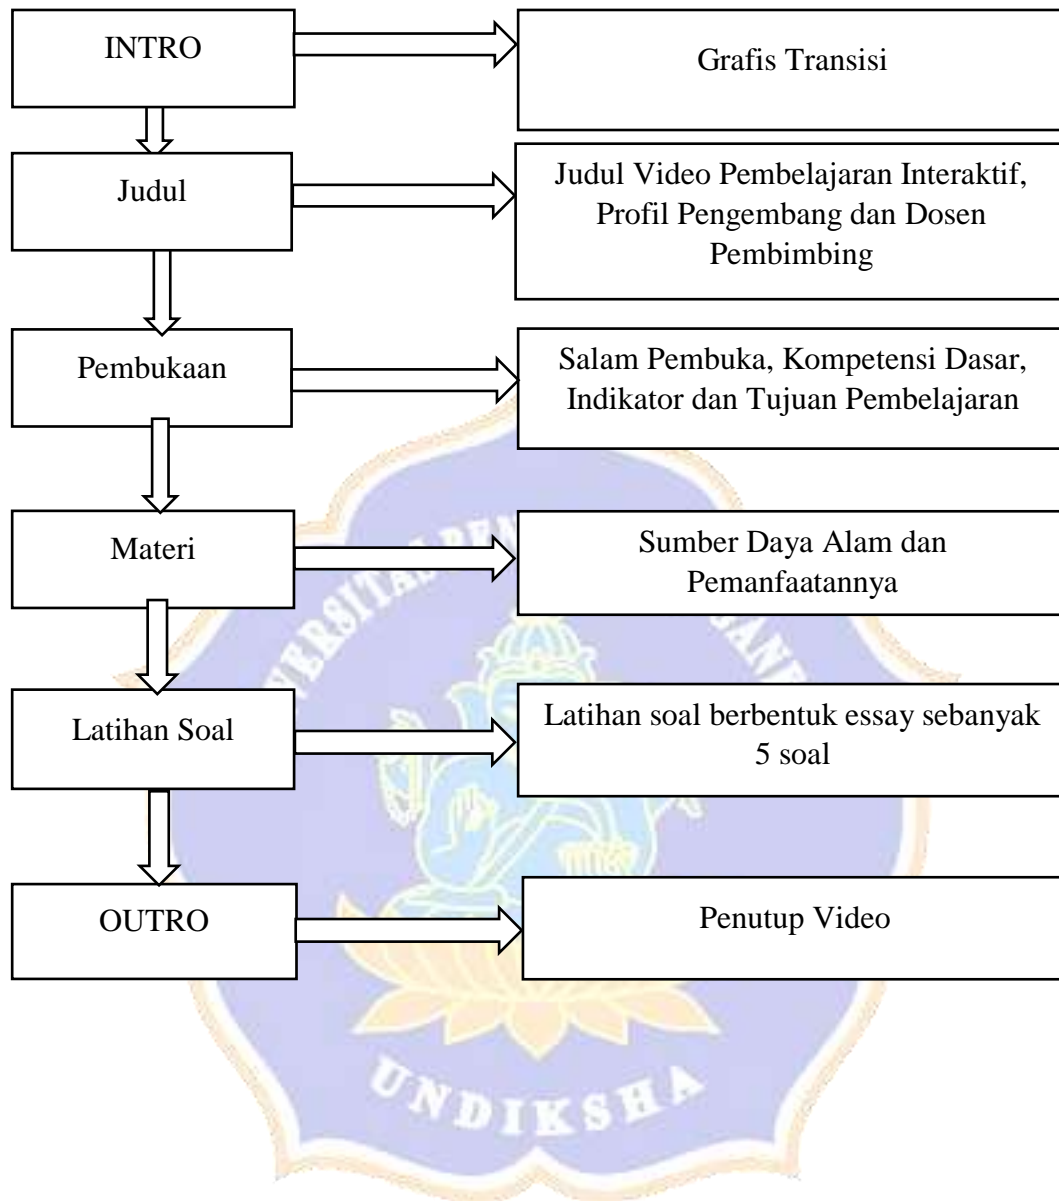 INTRO
Grafis Transisi
Judul
Judul Video Pembelajaran Interaktif,
Profil Pengembang dan Dosen
Pembimbing
Pembukaan
Salam Pembuka, Kompetensi Dasar,
Indikator dan Tujuan Pembelajaran
Materi
Sumber Daya Alam dan
Pemanfaatannya
Latihan Soal
Latihan soal berbentuk essay sebanyak
5 soal
OUTRO
Penutup Video
UNDIKSHA